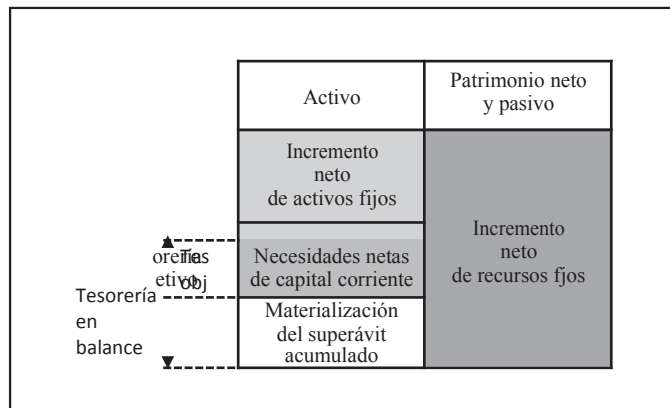 Activo
Patrimonio neto
y pasivo
Incremento
neto
de activos fijos
Necesidades netas
de capital corriente
Materialización
del superávit
acumulado
Incremento
neto
de recursos fjos
Tesorería
en
balance